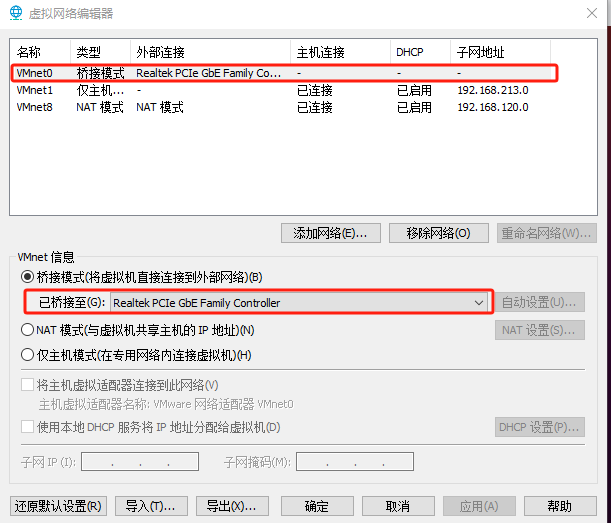 虚拟网络编辑器
名称 类型 外部连接 主机连接 DHCP 子网地址
VMnet0 桥接模式 Realtek PCIe GbE Family Co... - - -
VMnet1 仅主机... - 已连接 已启用 192.168.213.0
VMnet8 NAT 模式 NAT 模式 已连接 已启用 192.168.120.0
添加网络(E)... 移除网络(O) 重命名网络(W)...
VMnet 信息
桥接模式(将虚拟机直接连接到外部网络)(B)
已桥接至(G): Realtek PCIe GbE Family Controller 自动设置(U)...
NAT 模式(与虚拟机共享主机的 IP 地址)(N) NAT 设置(S)...
仅主机模式(在专用网络内连接虚拟机)(H)
将主机虚拟适配器连接到此网络(V)
主机虚拟适配器名称: VMware 网络适配器 VMnet0
使用本地 DHCP 服务将 IP 地址分配给虚拟机(D) DHCP 设置(P)...
子网 IP (I): . . . 子网掩码(M): . . .
还原默认设置(R) 导入(T)... 导出(X)... 确定 取消 应用(A) 帮助